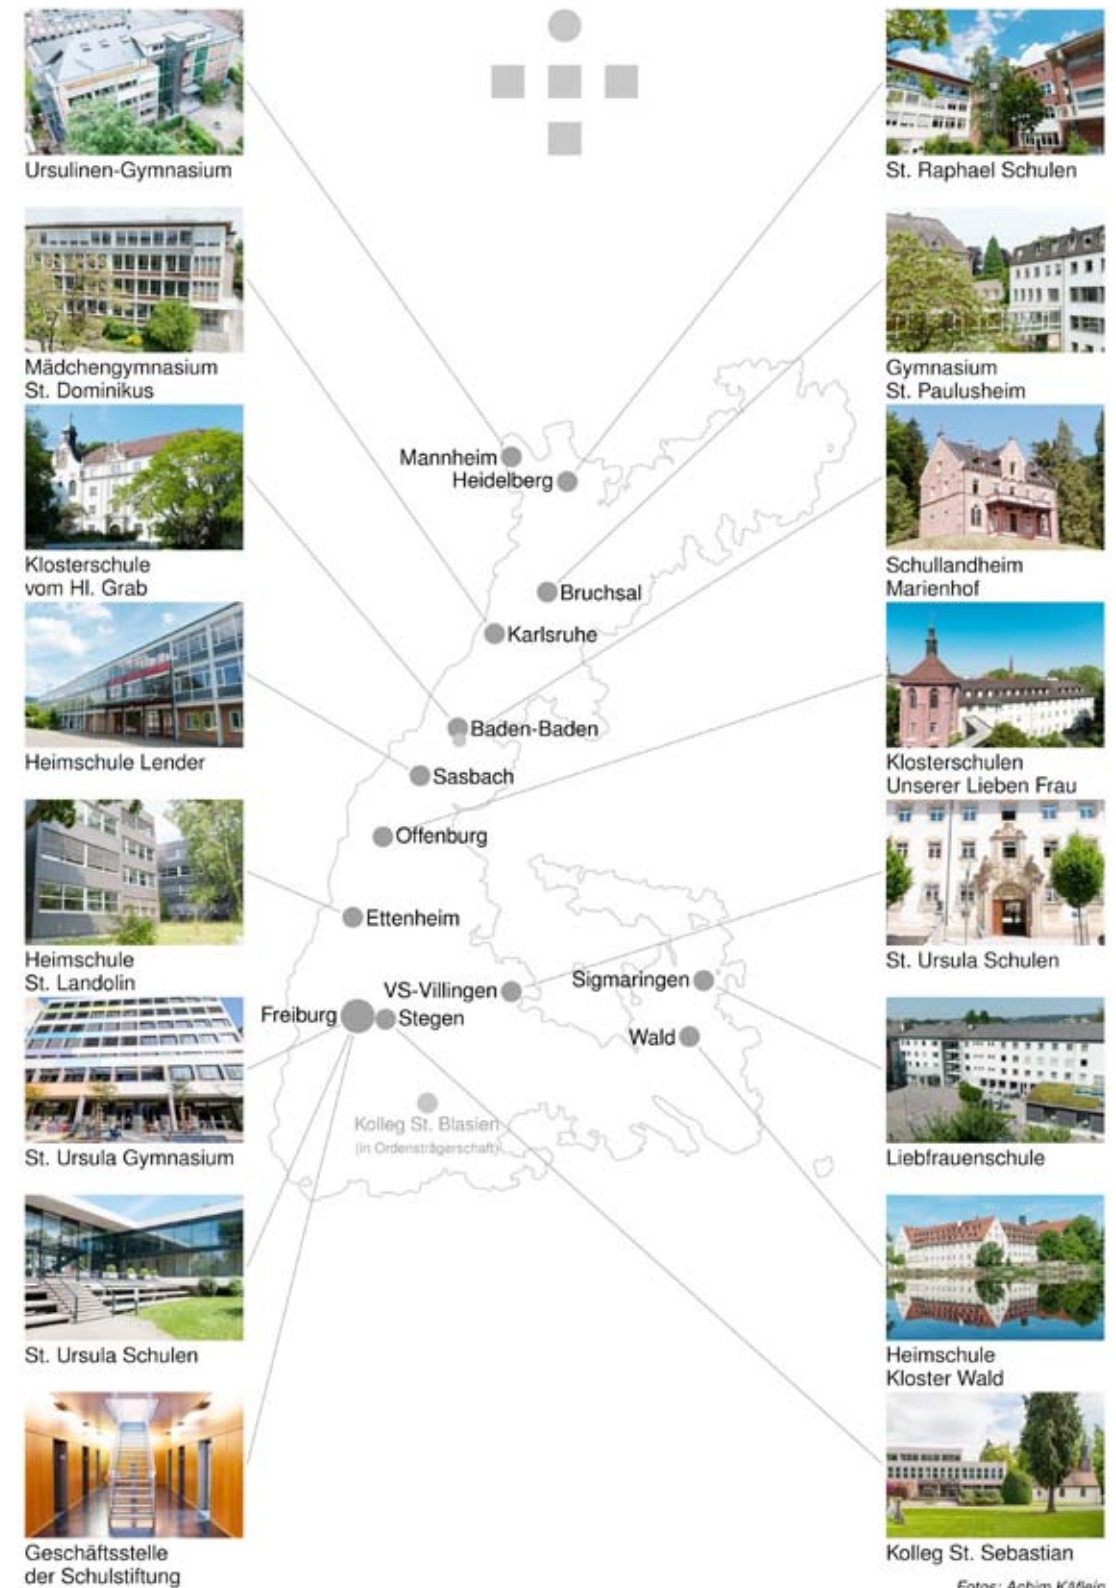 Ursulinen-Gymnasium
Mädchengymnasium
St. Dominikus
Klosterschule
vom Hl. Grab
Heimschule Lender
Heimschule
St. Landolin
St. Ursula Gymnasium
St. Ursula Schulen
Geschäftsstelle
der Schulstiftung
Mannheim
Heidelberg
Bruchsal
Karlsruhe
Baden-Baden
Sasbach
Offenburg
Ettenheim
VS-Villingen
Sigmaringen
Freiburg
Stegen
Wald
Kolleg St. Blasien
(in Ordensträgerschaft)
St. Raphael Schulen
Gymnasium
St. Paulusheim
Schullandheim
Marienhof
Klosterschulen
Unserer Lieben Frau
St. Ursula Schulen
Liebfrauenschule
Heimschule
Kloster Wald
Kolleg St. Sebastian
Fotos: Achim Käflein